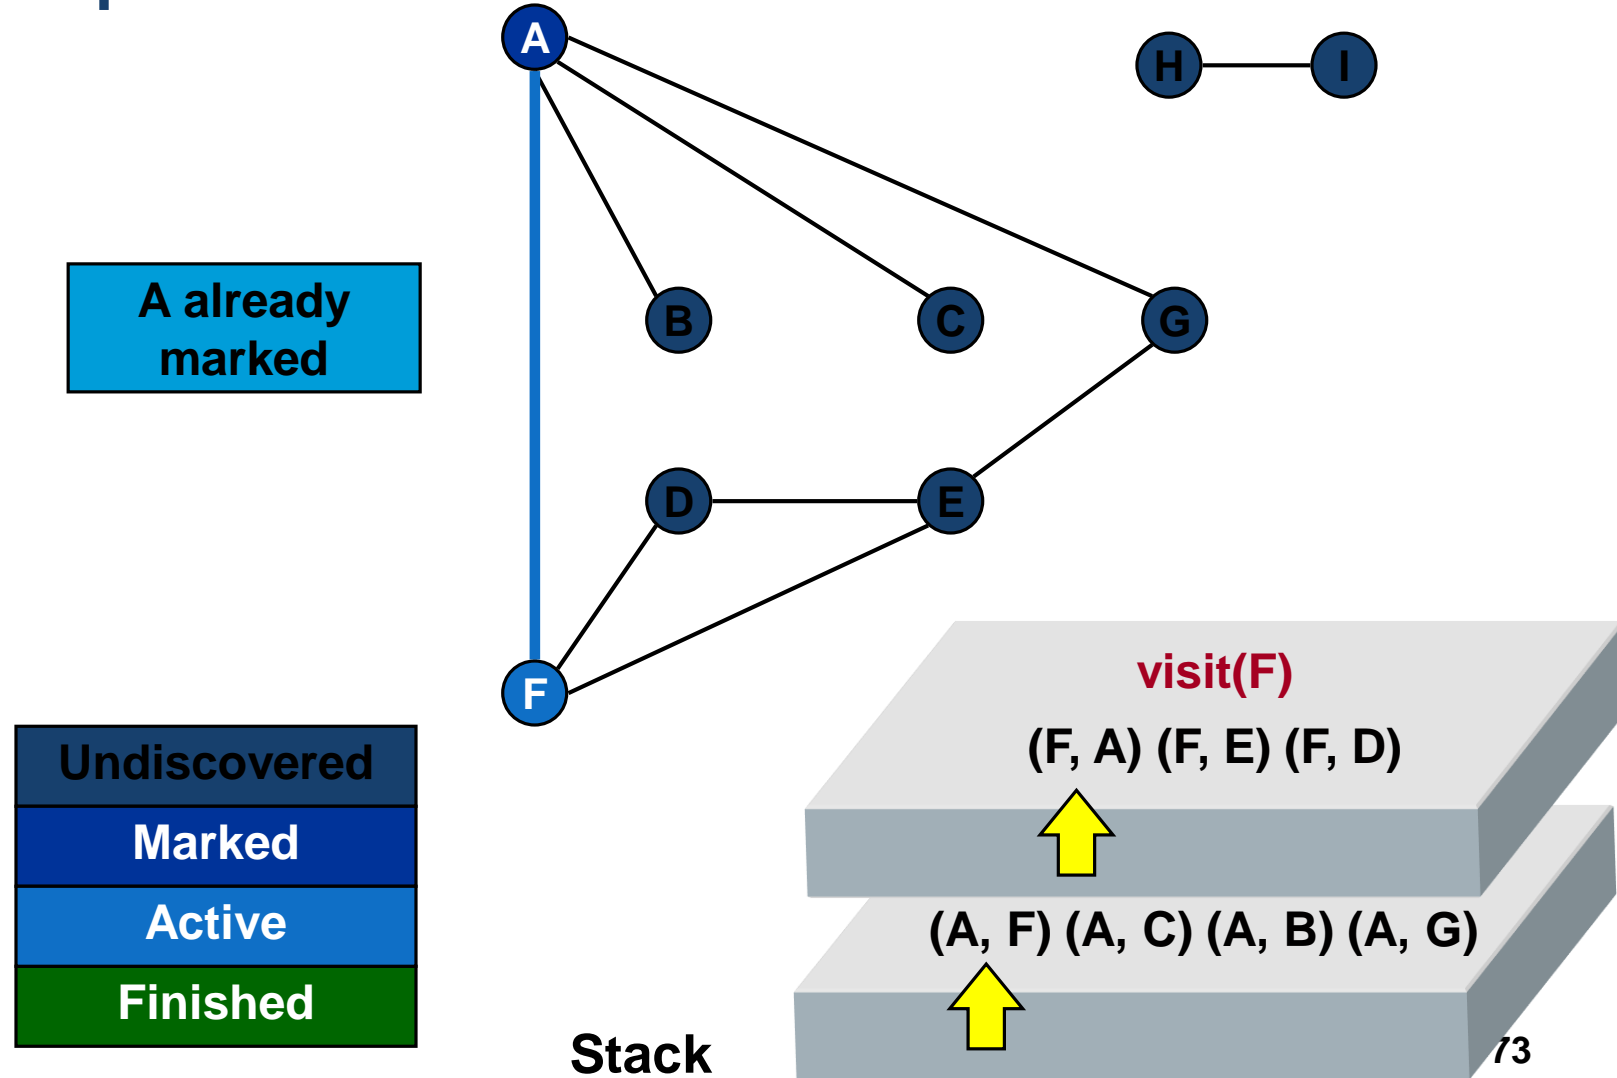 A
H
I
A already
marked
B
C
G
D
E
F
visit(F)
(F, A) (F, E) (F, D)
Undiscovered
Marked
Active
Finished
(A, F) (A, C) (A, B) (A, G)
Stack
73